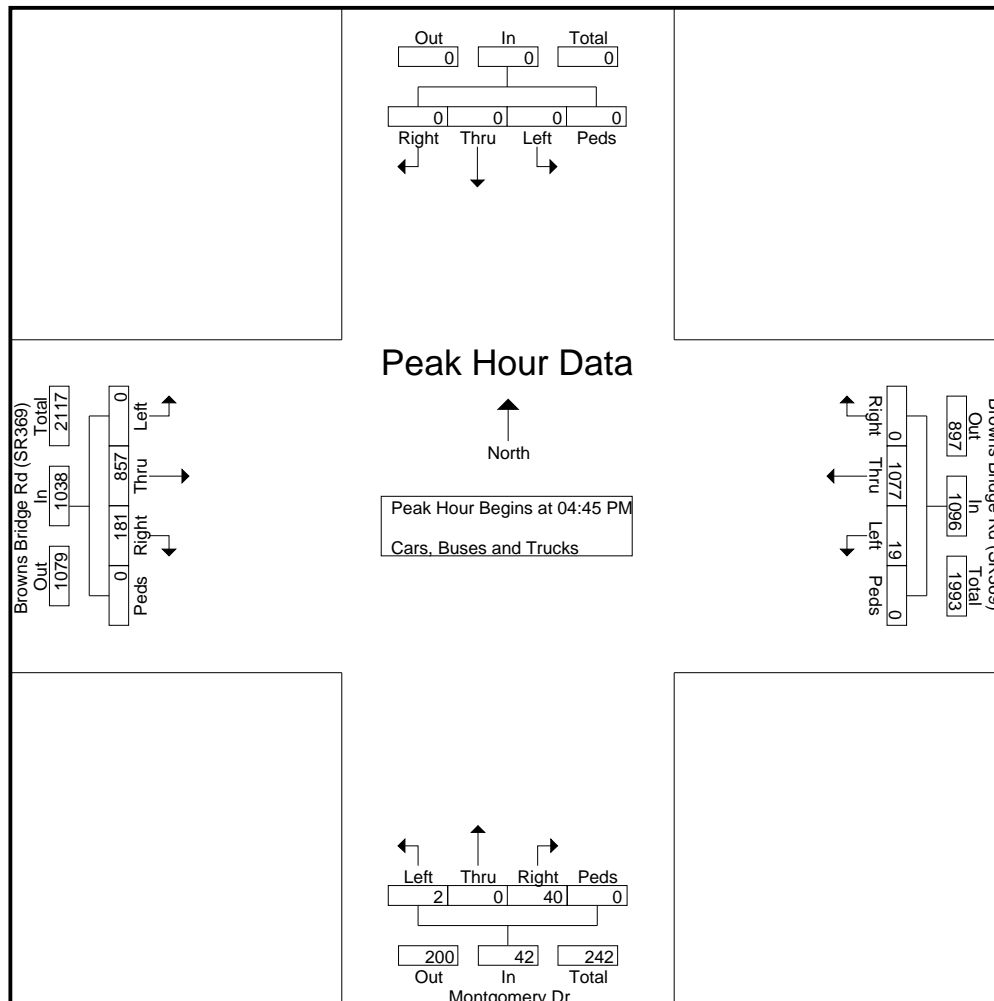 Out In Total
0 0 0
0 0 0 0
Right Thru Left Peds
Peak Hour Data
North
Peak Hour Begins at 04:45 PM
Cars, Buses and Trucks
Browns Bridge Rd (SR369)
Out In Total
1079 1038 2117
0 857 181 0
Left Thru Right Peds
Right Thru Left Peds
0 1077 19 0
897 1096 1993
Out In Total
Browns Bridge Rd (SR369)
Left Thru Right Peds
2 0 40 0
200 42 242
Out In Total
Montgomery Dr